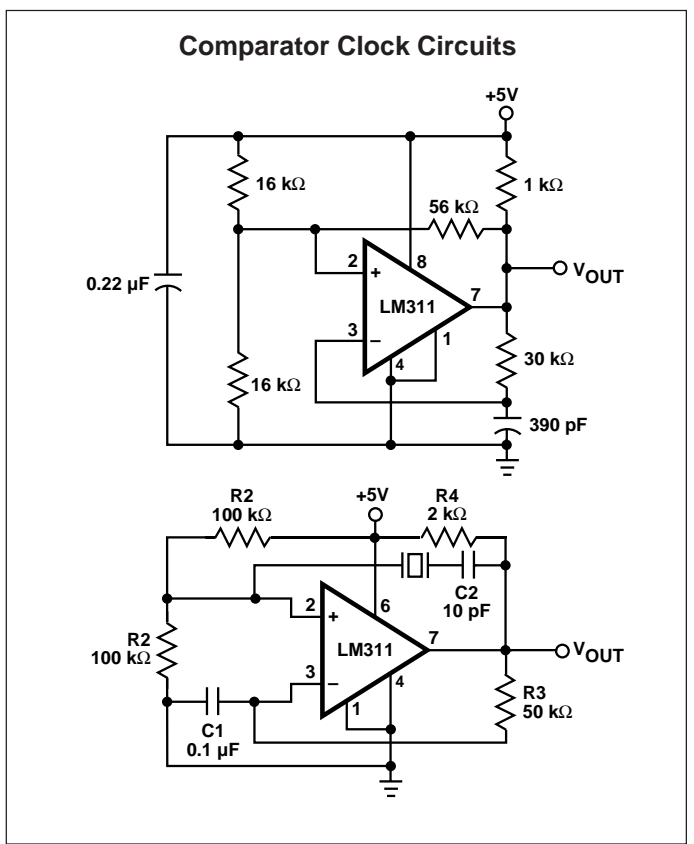 Comparator Clock Circuits
+5V
16 kΩ
1 kΩ
56 kΩ
2
+
8
0.22 µF
LM311
7
VOUT
3
–
1
4
30 kΩ
16 kΩ
390 pF
R2
100 kΩ
+5V
R4
2 kΩ
C2
10 pF
2
+
6
R2
100 kΩ
LM311
7
VOUT
3
–
4
1
C1
0.1 µF
R3
50 kΩ